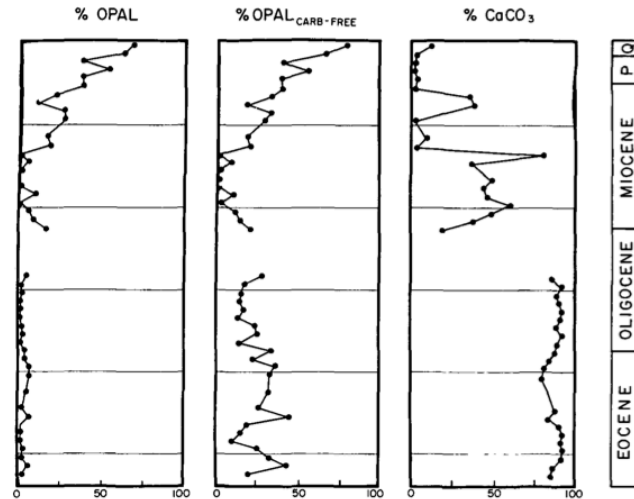 % OPAL
% OPAL CARB-FREE
% CaCO3
Q
P
MIOCENE
OLIGOCENE
EOCENE
0 50 100
0 50 100
0 50 100